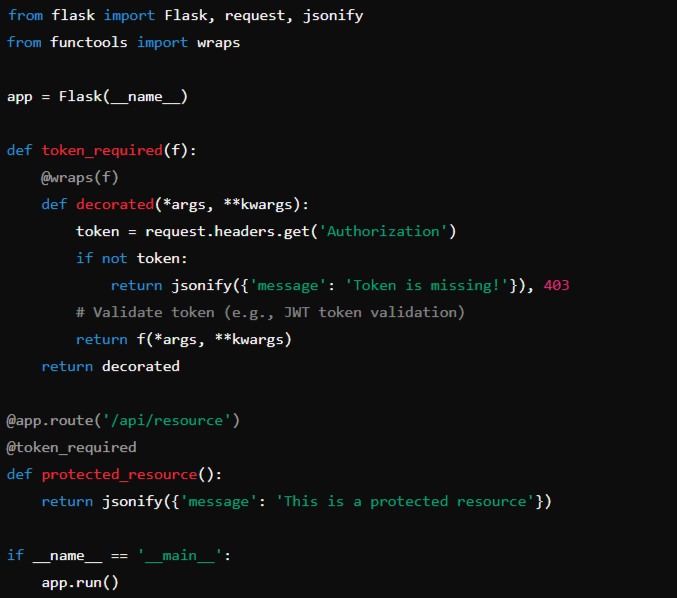 from flask import Flask, request, jsonify
from functools import wraps

app = Flask(__name__)

def token_required(f):
    @wraps(f)
    def decorated(*args, **kwargs):
        token = request.headers.get('Authorization')
        if not token:
            return jsonify({'message': 'Token is missing!'}), 403
        # Validate token (e.g., JWT token validation)
        return f(*args, **kwargs)
    return decorated

@app.route('/api/resource')
@token_required
def protected_resource():
    return jsonify({'message': 'This is a protected resource'})

if __name__ == '__main__':
    app.run()